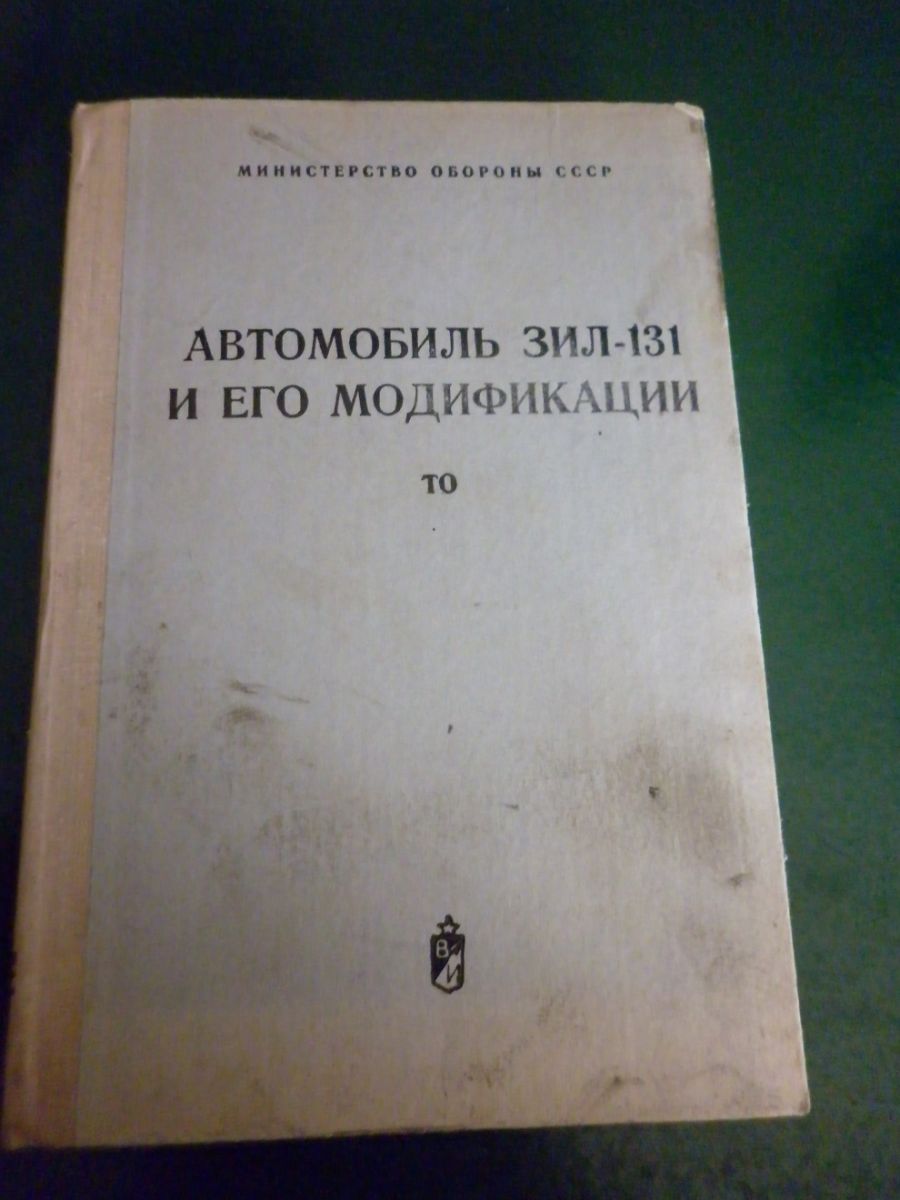 МИНИСТЕРСТВО ОБОРОНЫ СССР
АВТОМОБИЛЬ ЗИЛ-131
И ЕГО МОДИФИКАЦИИ
ТО
В
И